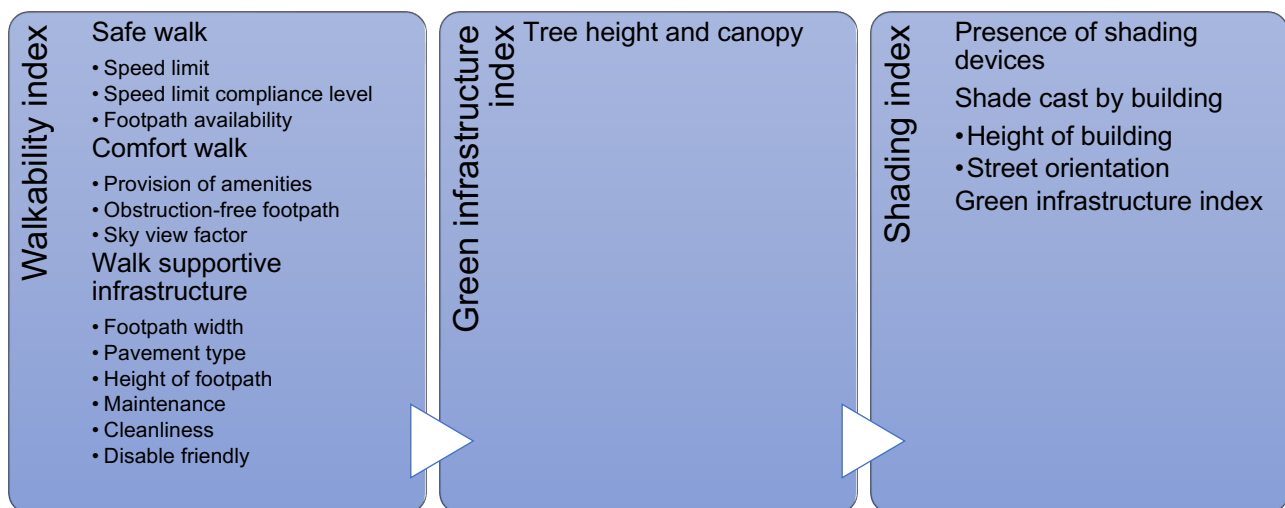 Walkability index
Safe walk
• Speed limit
• Speed limit compliance level
• Footpath availability
Comfort walk
• Provision of amenities
• Obstruction-free footpath
• Sky view factor
Walk supportive
infrastructure
• Footpath width
• Pavement type
• Height of footpath
• Maintenance
• Cleanliness
• Disable friendly
Green infrastructure
index
Tree height and canopy
Shading index
Presence of shading
devices
Shade cast by building
•Height of building
•Street orientation
Green infrastructure index